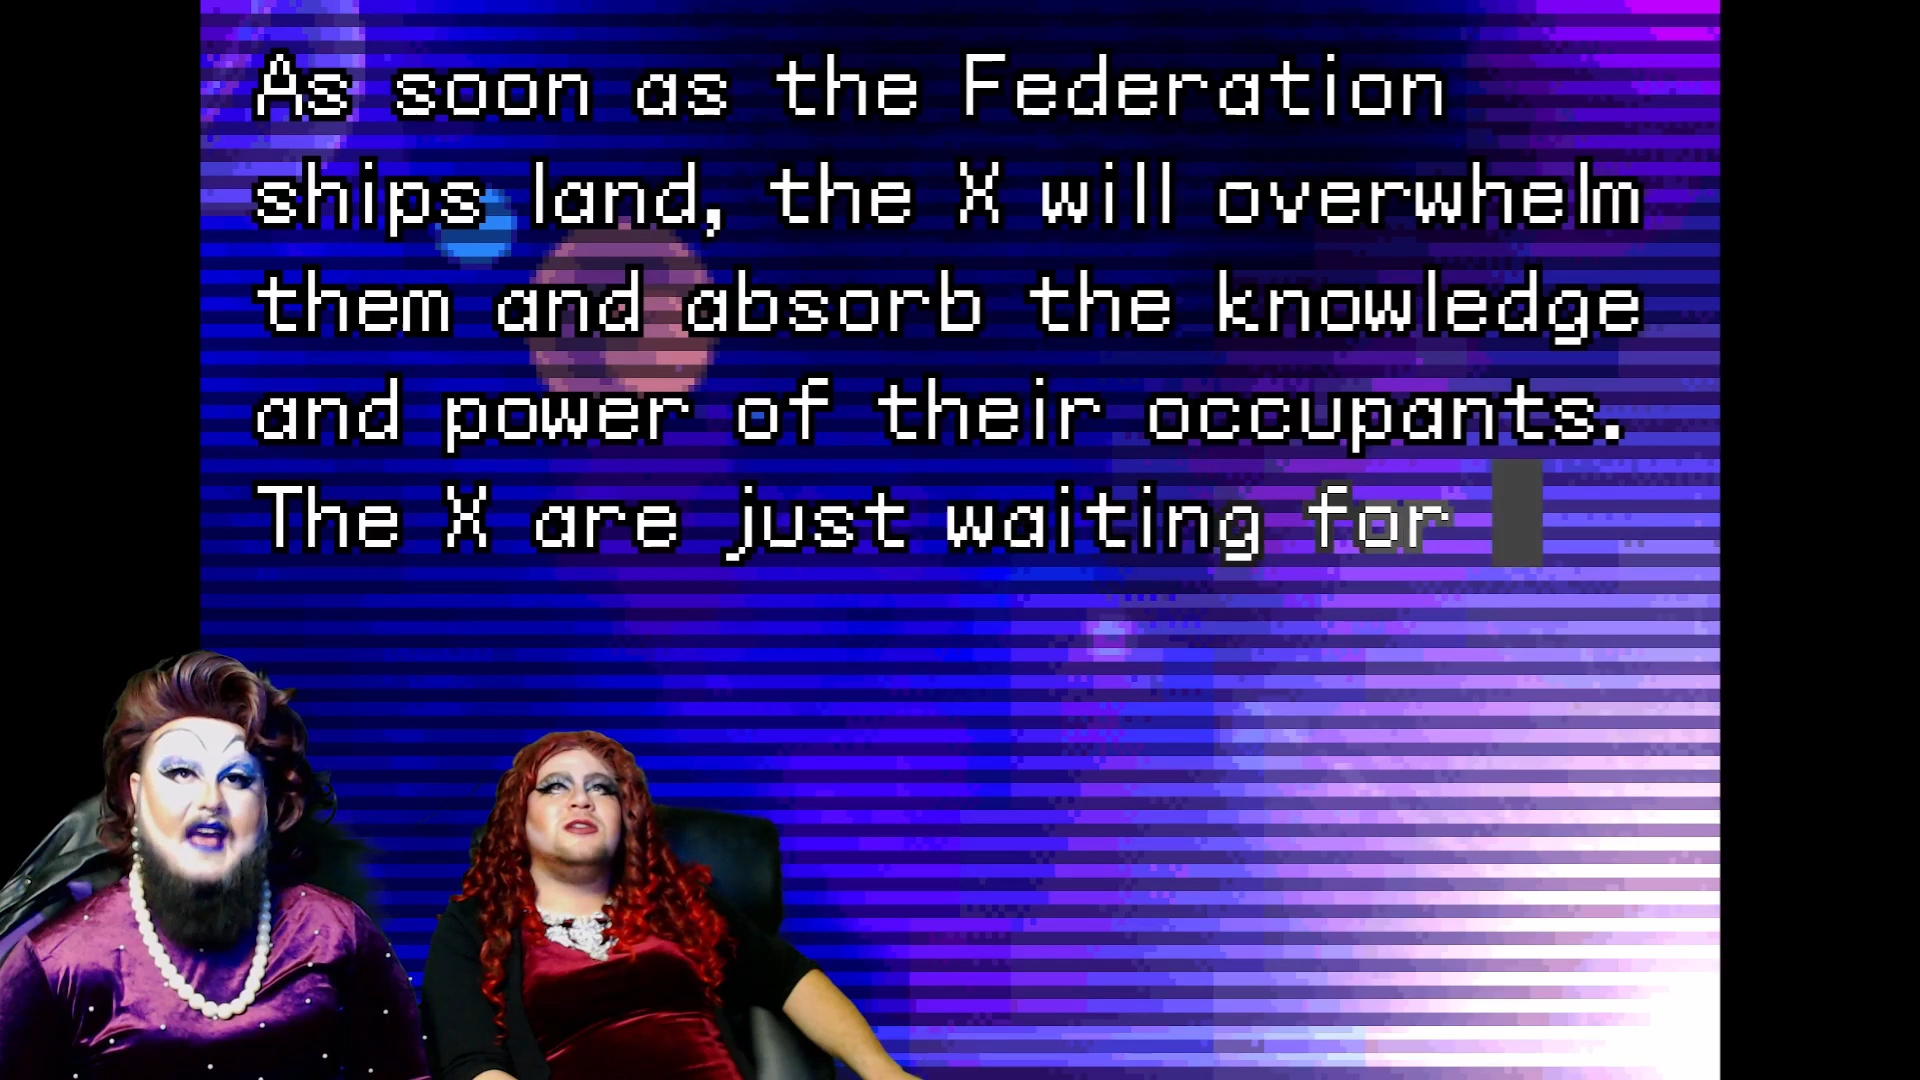 As soon as the Federation
ships land, the X will overwhelm
them and absorb the knowledge
and power of their occupants.
The X are just waiting for